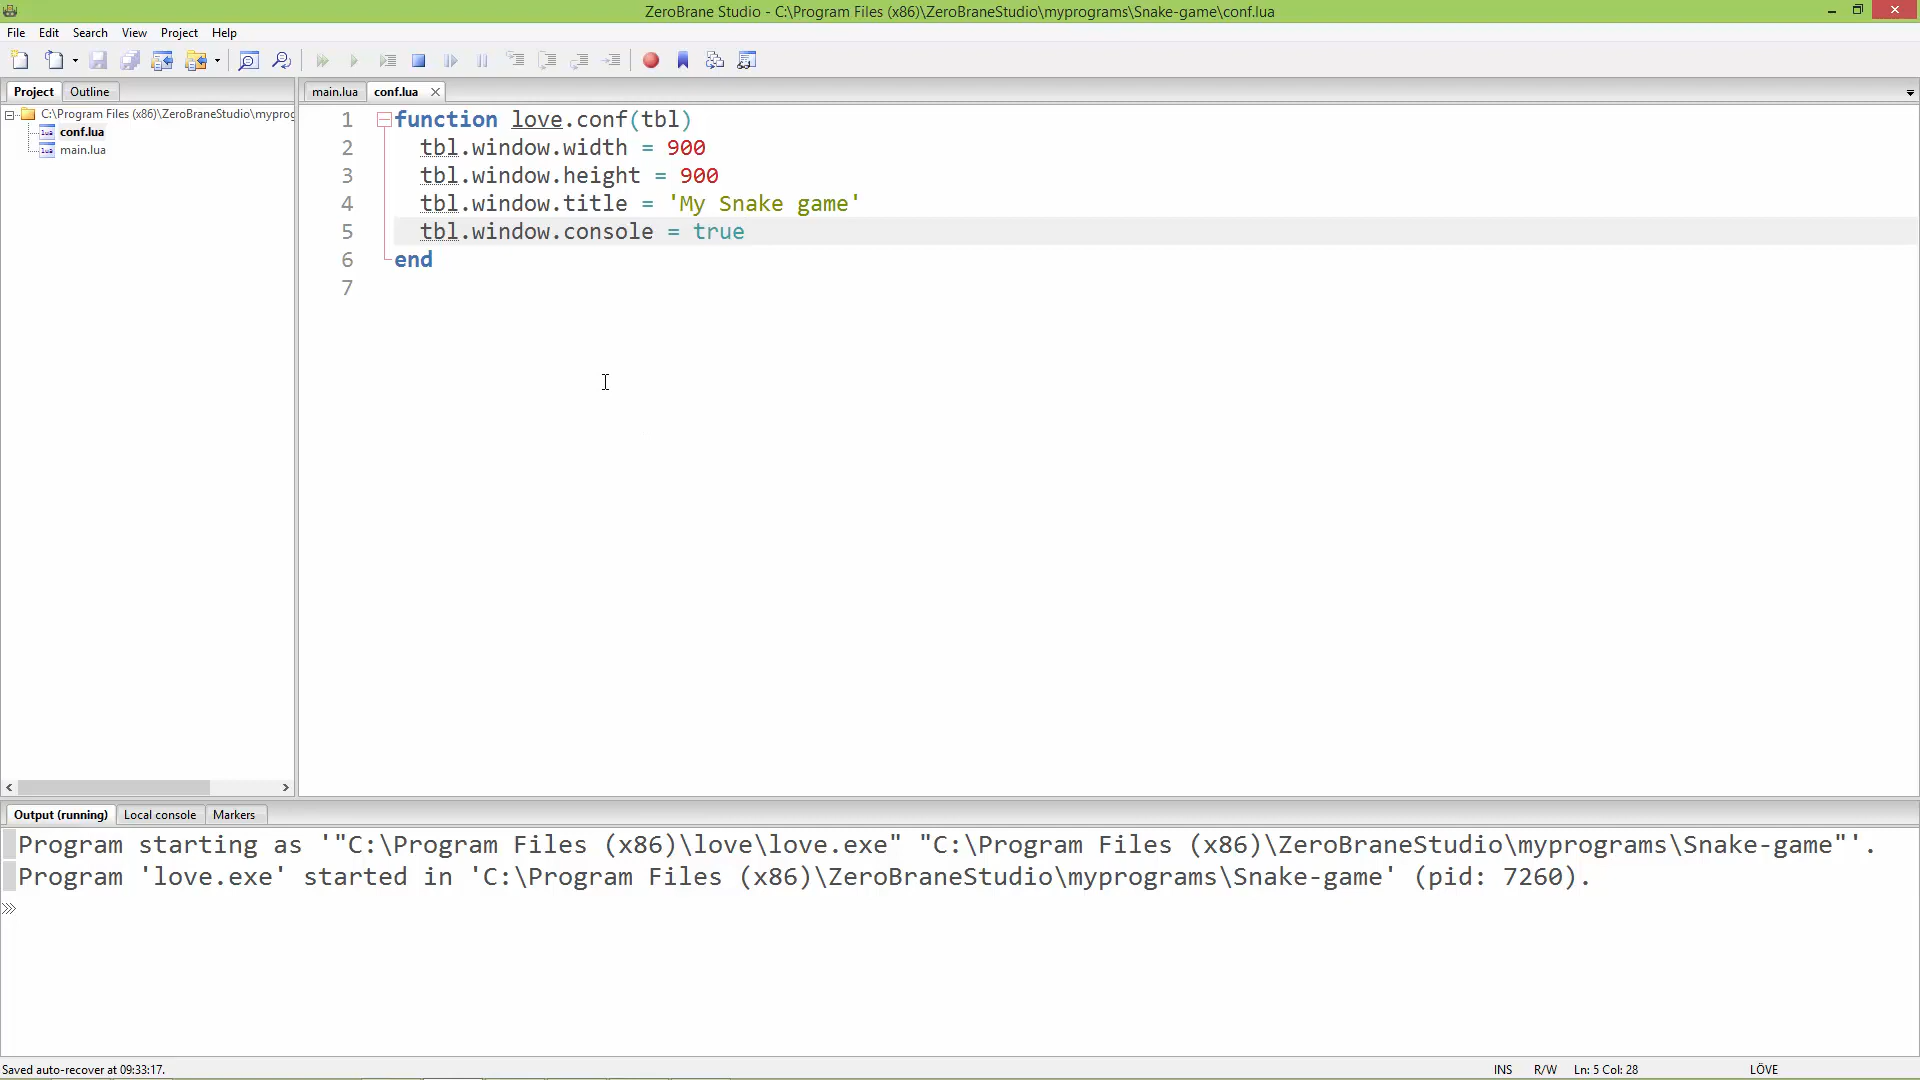 ZeroBrane Studio - C:\Program Files (x86)\ZeroBraneStudio\myprograms\Snake-game\conf.lua
File Edit Search View Project Help
Project Outline
main.lua conf.lua
C:\Program Files (x86)\ZeroBraneStudio\myprog
conf.lua
main.lua
1 function love.conf(tbl)
2 tbl.window.width = 900
3 tbl.window.height = 900
4 tbl.window.title = 'My Snake game'
5 tbl.window.console = true
6 end
7
Output (running) Local console Markers
Program starting as '"C:\Program Files (x86)\love\love.exe" "C:\Program Files (x86)\ZeroBraneStudio\myprograms\Snake-game"'.
Program 'love.exe' started in 'C:\Program Files (x86)\ZeroBraneStudio\myprograms\Snake-game' (pid: 7260).
Saved auto-recover at 09:33:17. INS R/W Ln: 5 Col: 28 LÖVE